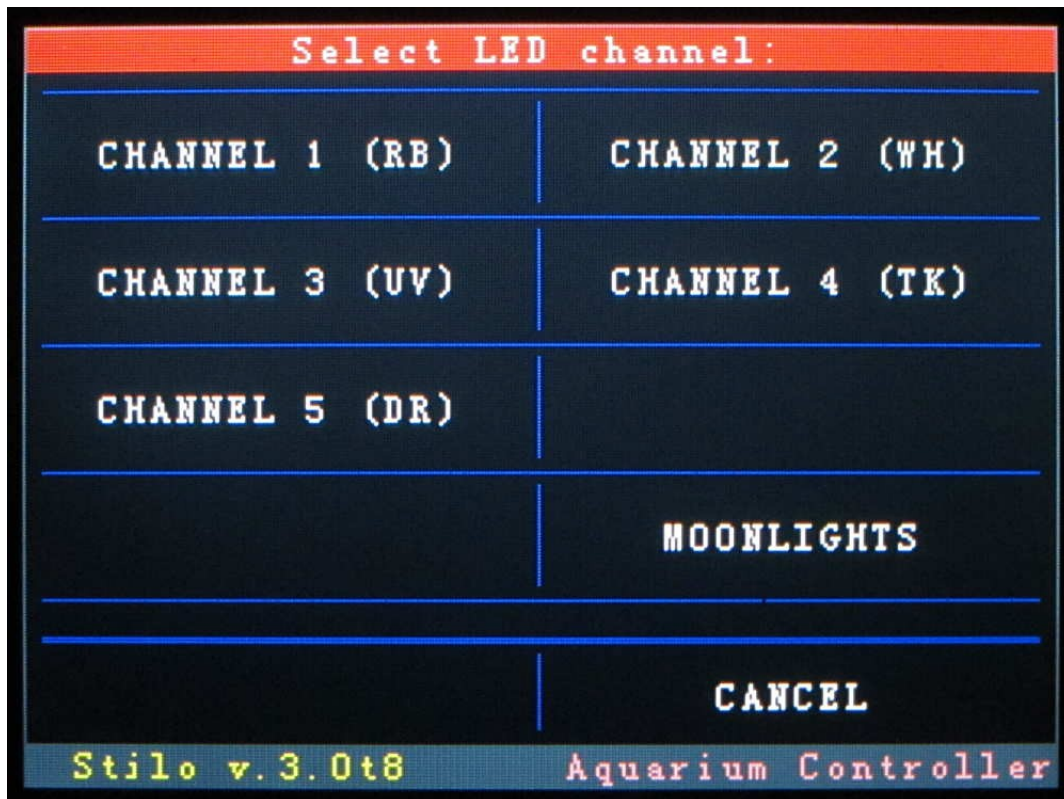 Select LED channel:
CHANNEL 1 (RB) CHANNEL 2 (WH)
CHANNEL 3 (UV) CHANNEL 4 (TK)
CHANNEL 5 (DR)
MOONLIGHTS
CANCEL
Stilo v.3.0t8 Aquarium Controller